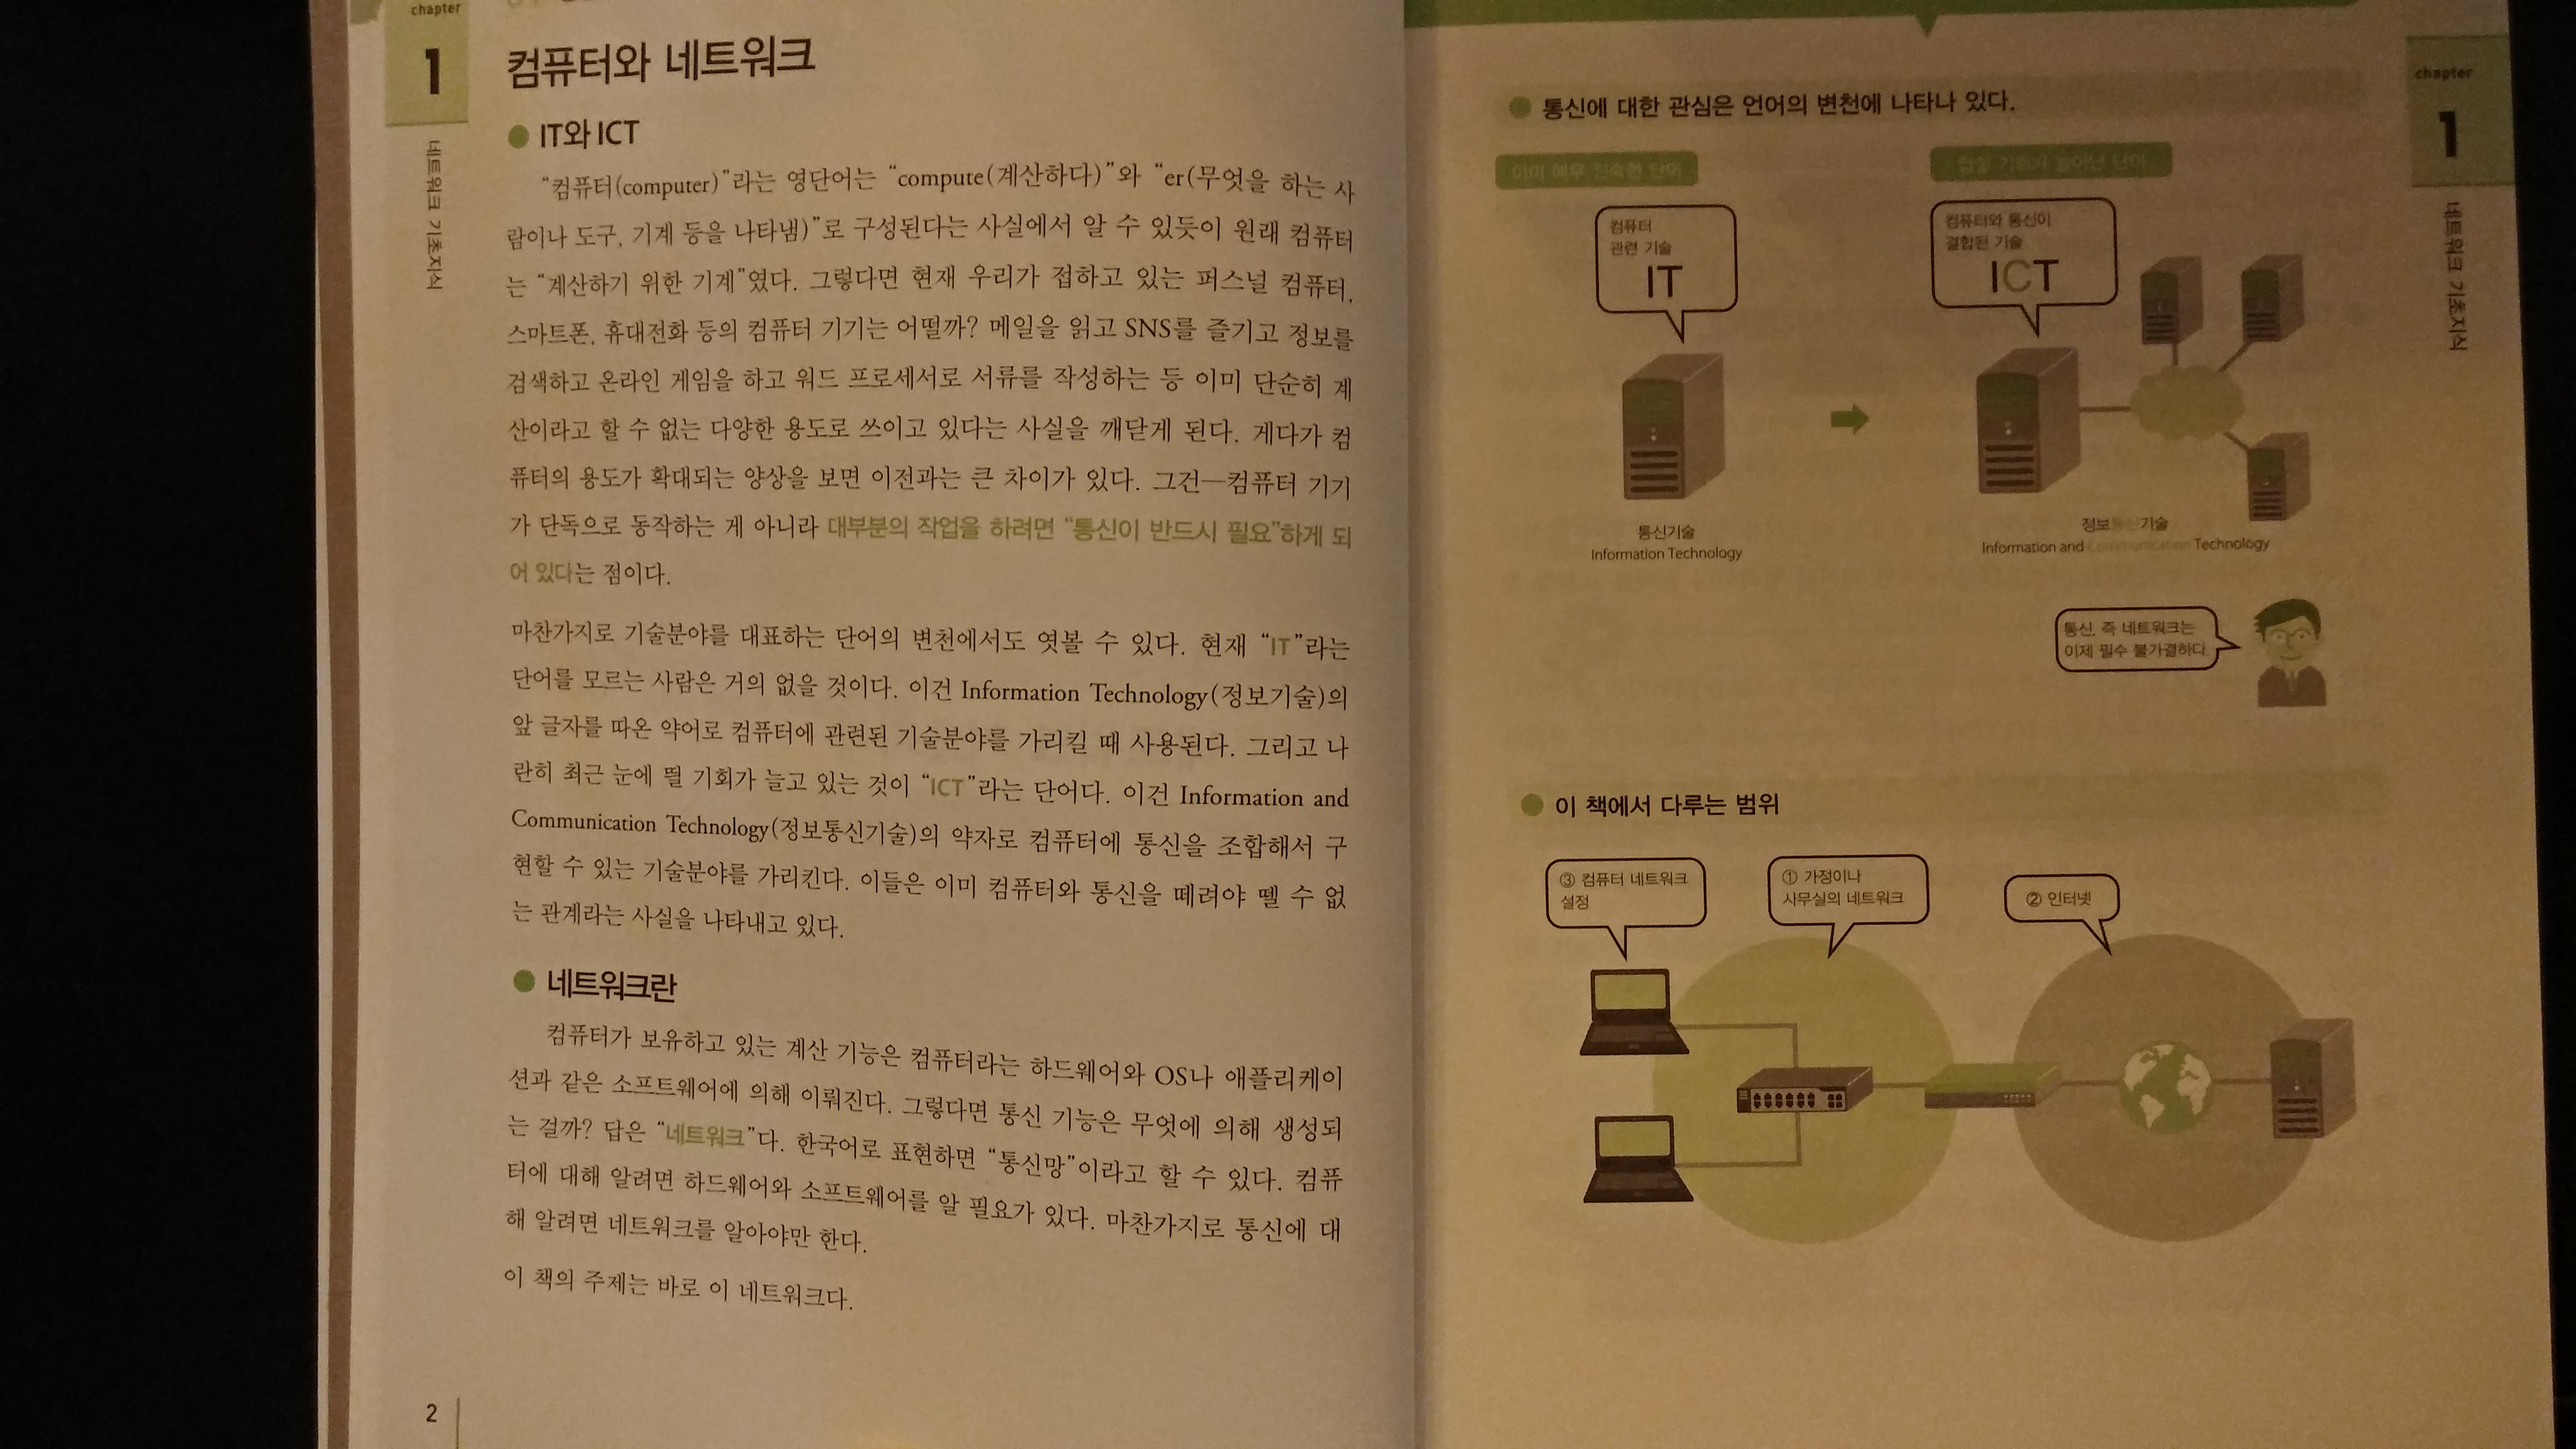 chapter
1
네트워크 기초지식
컴퓨터와 네트워크
IT와 ICT
“컴퓨터(computer)”라는 영단어는 “compute(계산하다)”와 “er(무엇을 하는 사
람이나 도구, 기계 등을 나타냄)”로 구성된다는 사실에서 알 수 있듯이 원래 컴퓨터
는 “계산하기 위한 기계”였다. 그렇다면 현재 우리가 접하고 있는 퍼스널 컴퓨터,
스마트폰, 휴대전화 등의 컴퓨터 기기는 어떨까? 메일을 읽고 SNS를 즐기고 정보를
검색하고 온라인 게임을 하고 워드 프로세서로 서류를 작성하는 등 이미 단순히 계
산이라고 할 수 없는 다양한 용도로 쓰이고 있다는 사실을 깨닫게 된다. 게다가 컴
퓨터의 용도가 확대되는 양상을 보면 이전과는 큰 차이가 있다. 그건—컴퓨터 기기
가 단독으로 동작하는 게 아니라 대부분의 작업을 하려면 “통신이 반드시 필요”하게 되
어 있다는 점이다.
마찬가지로 기술분야를 대표하는 단어의 변천에서도 엿볼 수 있다. 현재 “IT”라는
단어를 모르는 사람은 거의 없을 것이다. 이건 Information Technology(정보기술)의
앞 글자를 따온 약어로 컴퓨터에 관련된 기술분야를 가리킬 때 사용된다. 그리고 나
란히 최근 눈에 띌 기회가 늘고 있는 것이 “ICT”라는 단어다. 이건 Information and
Communication Technology(정보통신기술)의 약자로 컴퓨터에 통신을 조합해서 구
현할 수 있는 기술분야를 가리킨다. 이들은 이미 컴퓨터와 통신을 떼려야 뗄 수 없
는 관계라는 사실을 나타내고 있다.
네트워크란
컴퓨터가 보유하고 있는 계산 기능은 컴퓨터라는 하드웨어와 OS나 애플리케이
션과 같은 소프트웨어에 의해 이뤄진다. 그렇다면 통신 기능은 무엇에 의해 생성되
는 걸까? 답은 “네트워크”다. 한국어로 표현하면 “통신망”이라고 할 수 있다. 컴퓨
터에 대해 알려면 하드웨어와 소프트웨어를 알 필요가 있다. 마찬가지로 통신에 대
해 알려면 네트워크를 알아야만 한다.
이 책의 주제는 바로 이 네트워크다.
2
chapter
1
네트워크 기초지식
통신에 대한 관심은 언어의 변천에 나타나 있다.
컴퓨터
관련 기술
IT
통신기술
Information Technology
컴퓨터와 통신이
결합된 기술
ICT
정보통신기술
Information and Communication Technology
통신, 즉 네트워크는
이제 필수 불가결하다.
이 책에서 다루는 범위
③ 컴퓨터 네트워크
설정
① 가정이나
사무실의 네트워크
② 인터넷